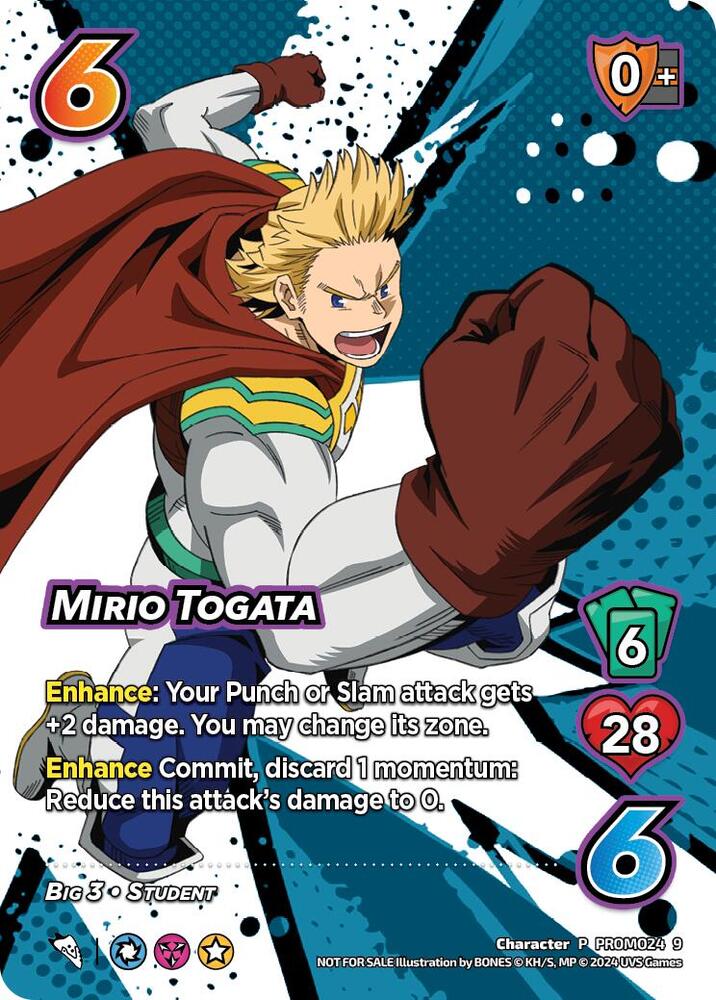 6
0 +
MIRIO TOGATA
6
Enhance: Your Punch or Slam attack gets
+2 damage. You may change its zone.
28
Enhance Commit, discard 1 momentum:
Reduce this attack's damage to 0.
6
BIG 3 • STUDENT
Character P PROMO24 9
NOT FOR SALE Illustration by BONES © KH/S, MP © 2024 UVS Games